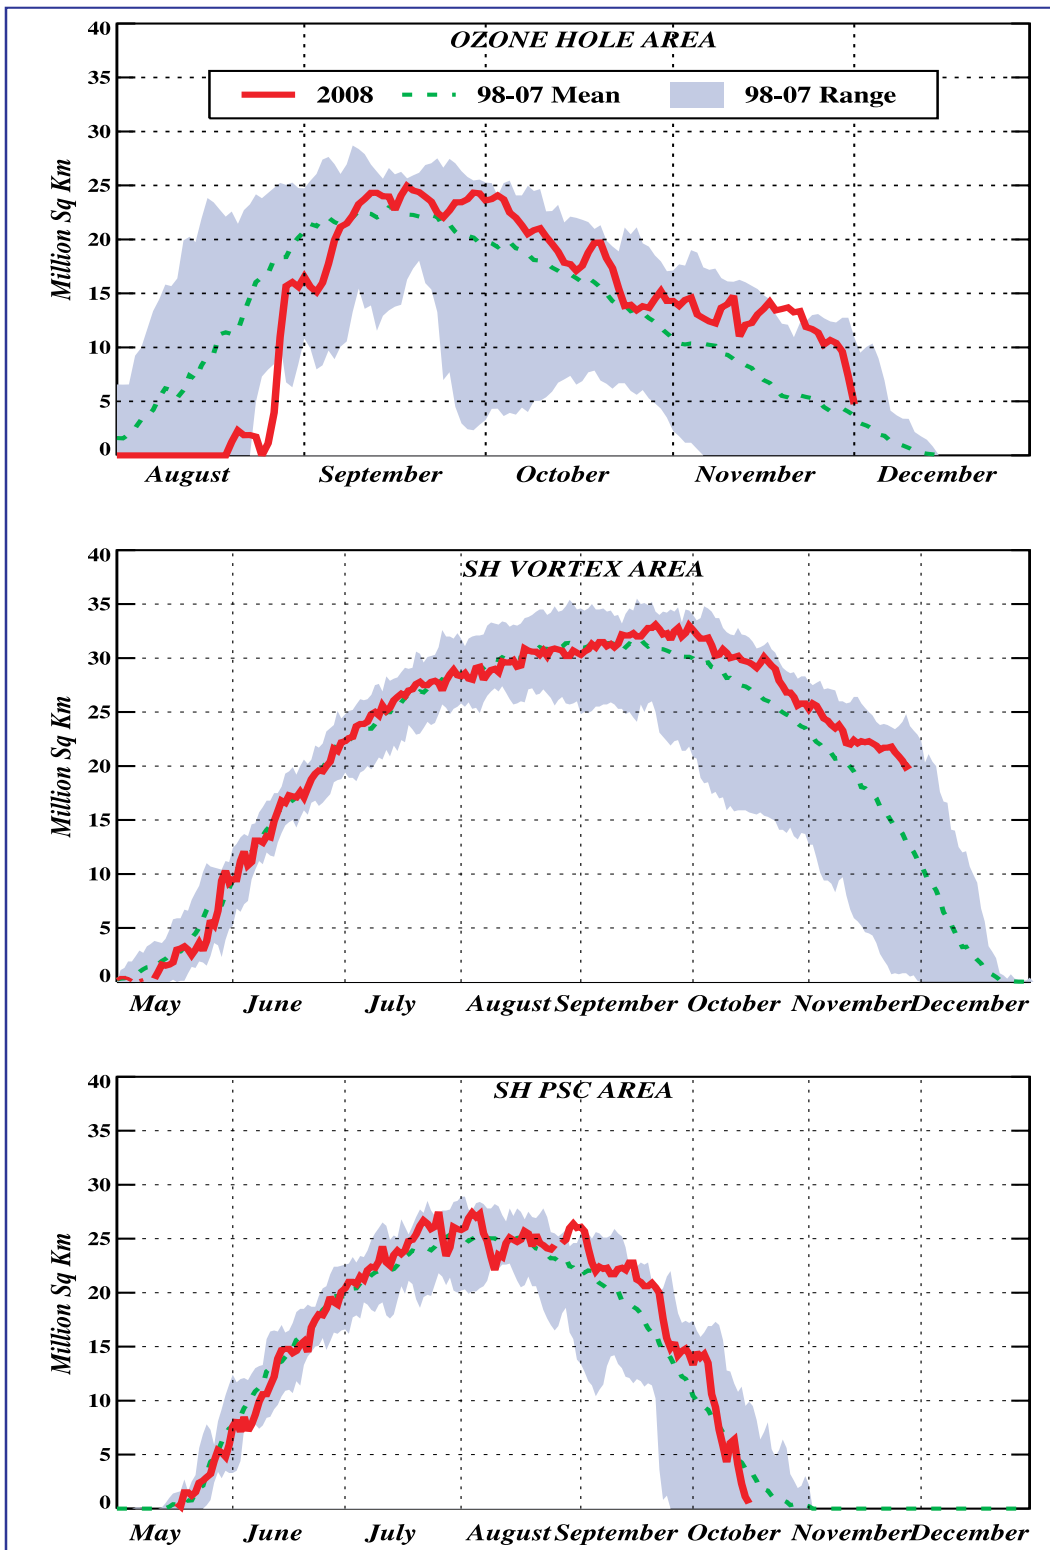 OZONE HOLE AREA
2008 98-07 Mean 98-07 Range
Million Sq Km
40
35
30
25
20
15
10
5
0
August September October November December
SH VORTEX AREA
Million Sq Km
40
35
30
25
20
15
10
5
0
May June July August September October November December
SH PSC AREA
Million Sq Km
40
35
30
25
20
15
10
5
0
May June July August September October November December